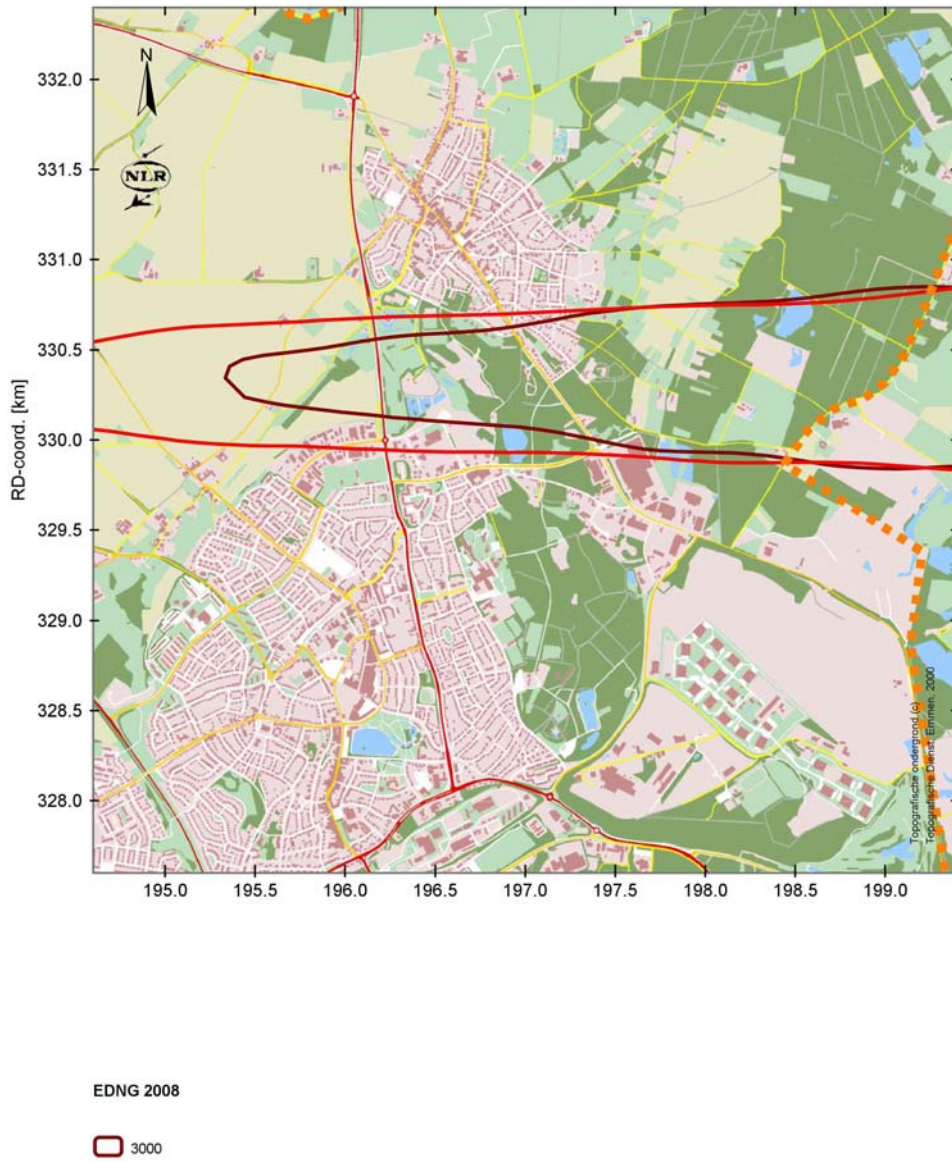 332.0
N
NLR
331.5
331.0
330.5
RD-coord. [km]
330.0
329.5
329.0
328.5
328.0
Topografische ondergrond (c)
Topografische Dienst, Emmen, 2000
195.0 195.5 196.0 196.5 197.0 197.5 198.0 198.5 199.0
EDNG 2008
3000